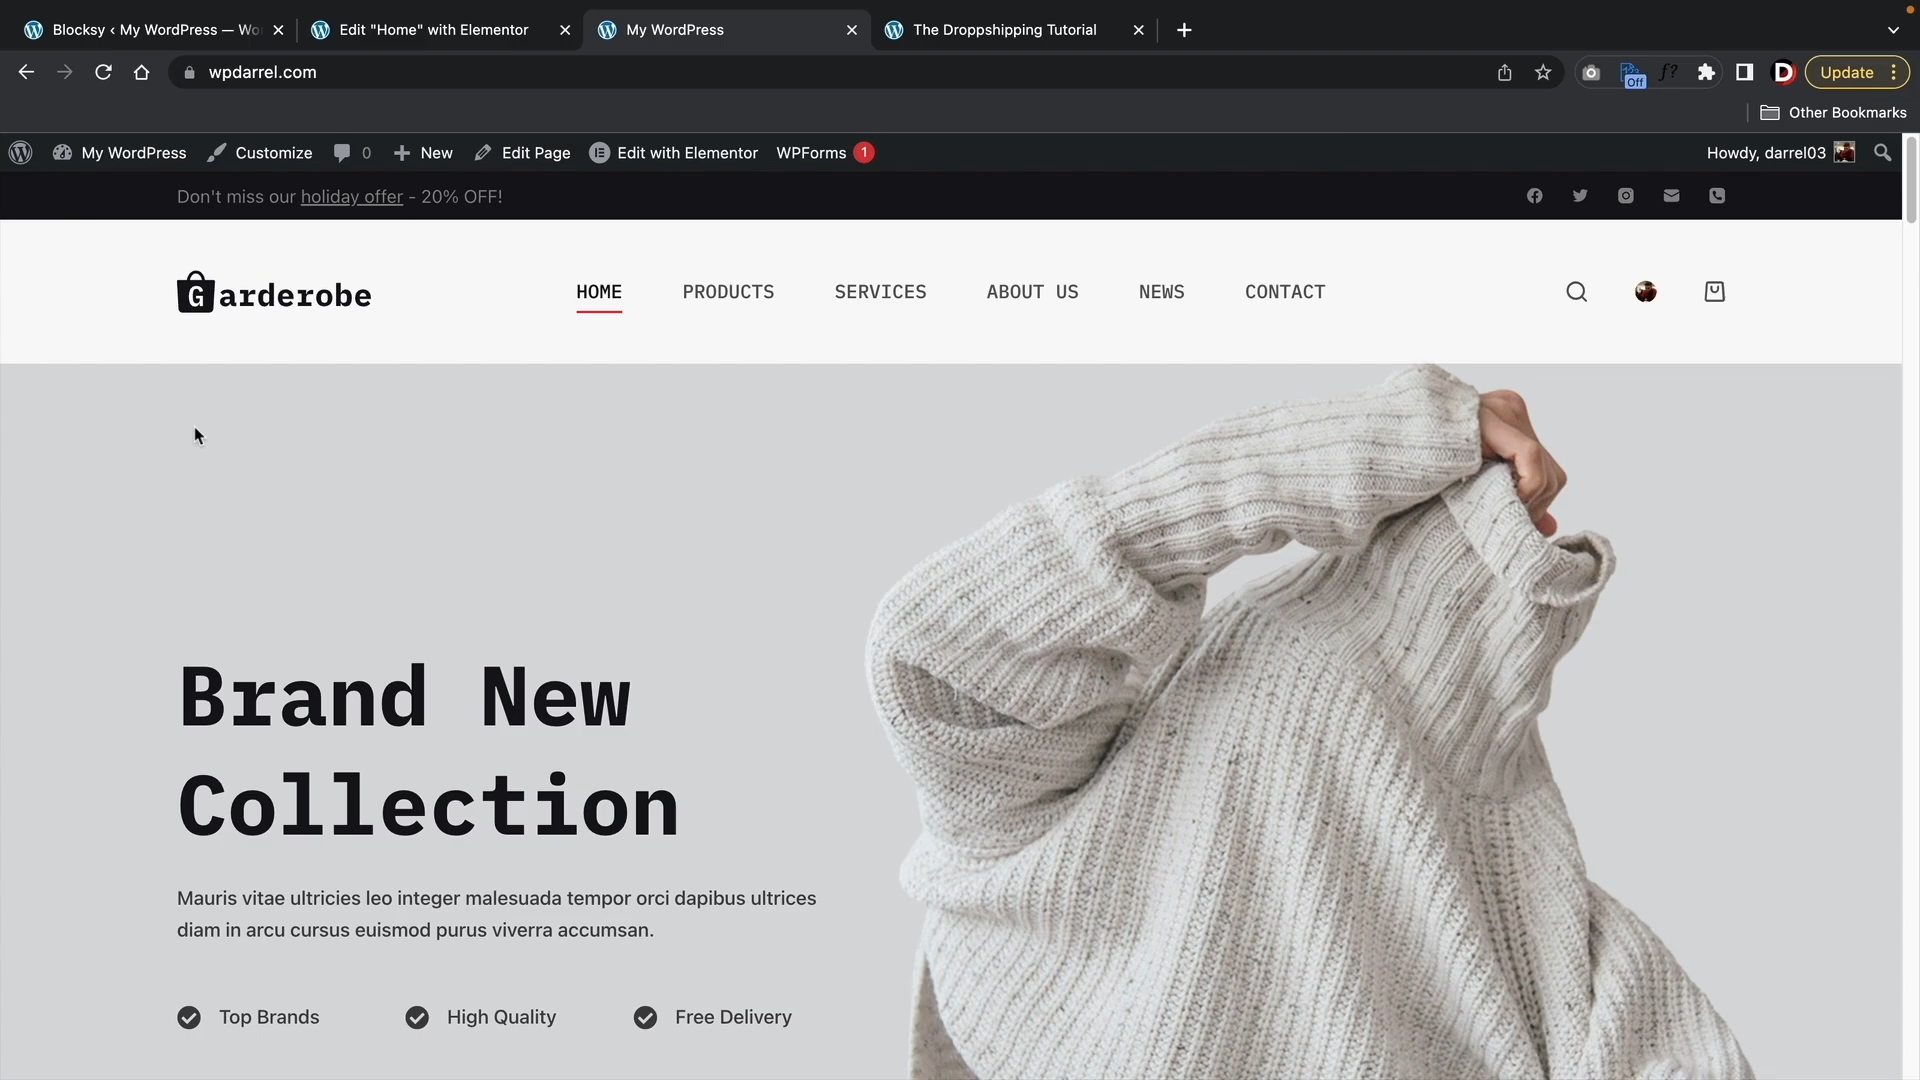 Blocksy ‹ My WordPress — Wo
Edit "Home" with Elementor
My WordPress
The Droppshipping Tutorial
wpdarrel.com
Off
f?
D
Update
Other Bookmarks
My WordPress
Customize
0
New
Edit Page
Edit with Elementor
WPForms 1
Howdy, darrel03
Don't miss our holiday offer - 20% OFF!
Garderobe
HOME
PRODUCTS
SERVICES
ABOUT US
NEWS
CONTACT
Brand New
Collection
Mauris vitae ultricies leo integer malesuada tempor orci dapibus ultrices
diam in arcu cursus euismod purus viverra accumsan.
Top Brands
High Quality
Free Delivery